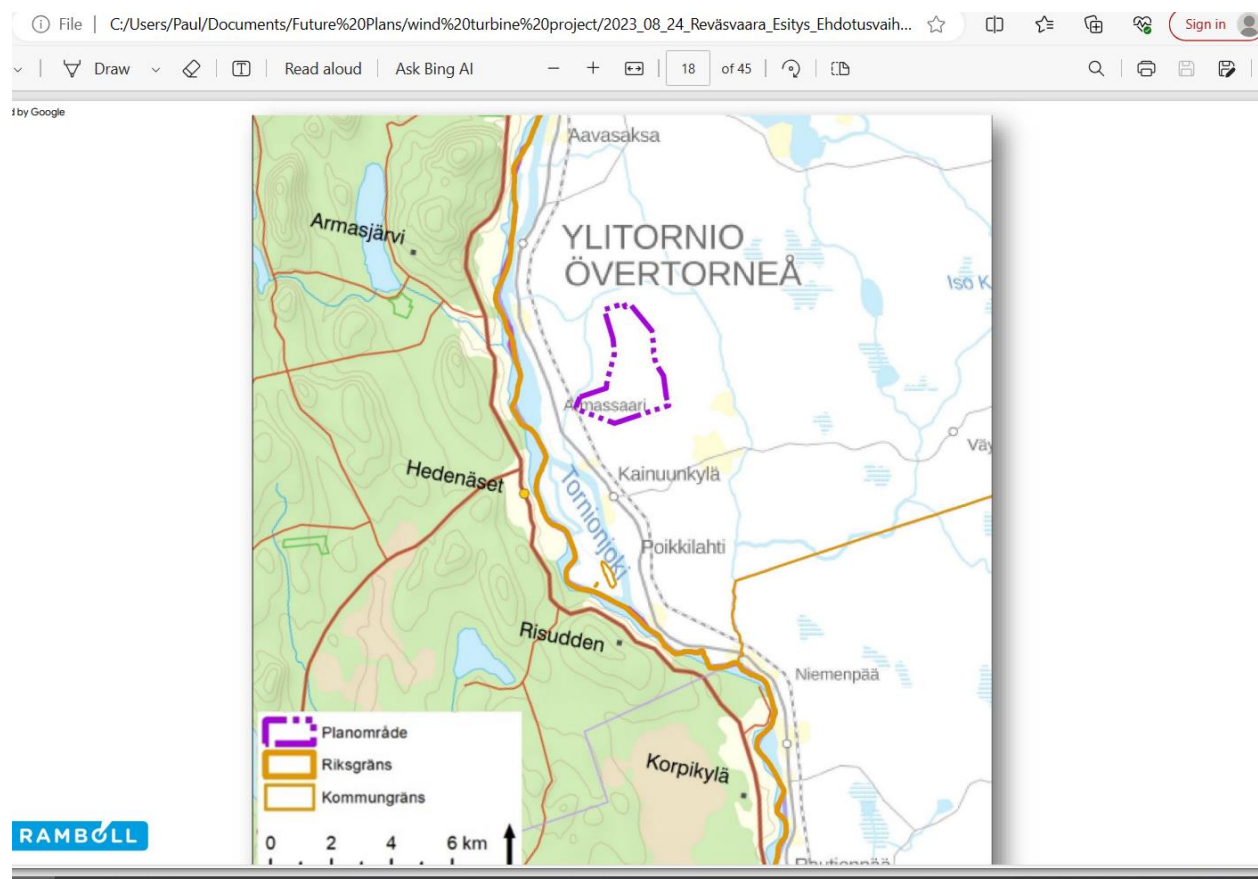 File
C:/Users/Paul/Documents/Future%20Plans/wind%20turbine%20project/2023_08_24_Reväsvaara_Esitys_Ehdotusvaih...
Sign in
Draw
Read aloud
Ask Bing AI
18
of 45
by Google
Aavasaksa
Armasjärvi
YLITORNIO
ÖVERTORNEÅ
Iso K
Armassaari
Väy
Hedenäset
Kainuunkylä
Tornionjoki
Poikkilahti
Risudden
Niemenpää
Planområde
Riksgräns
Kommungräns
Korpikylä
RAMBOLL
0 2 4 6 km